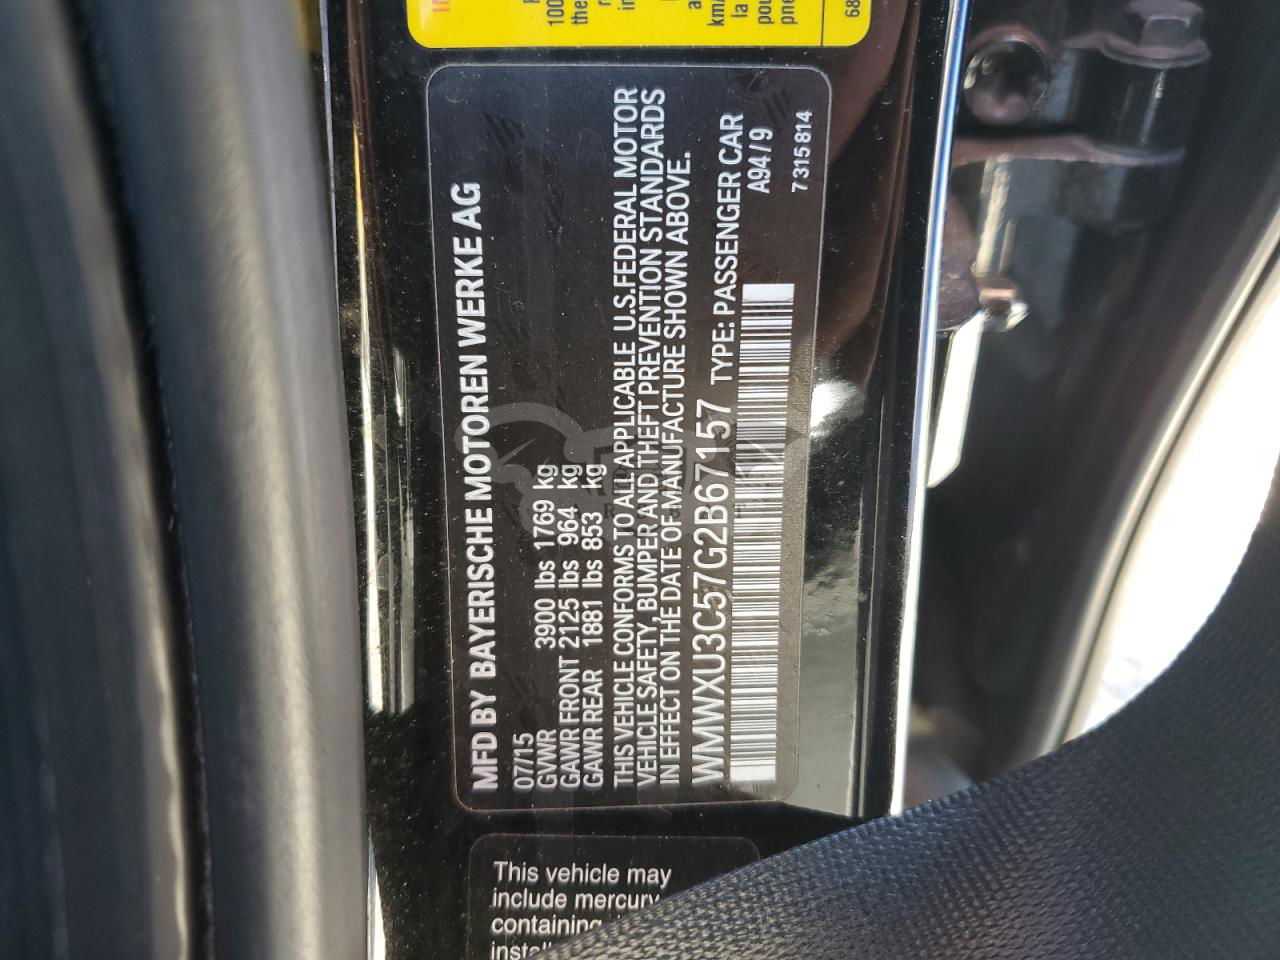 MFD BY BAYERISCHE MOTOREN WERKE AG
07/15
GVWR 3900 lbs 1769 kg
GAWR FRONT 2125 lbs 964 kg
GAWR REAR 1881 lbs 853 kg
THIS VEHICLE CONFORMS TO ALL APPLICABLE U.S.FEDERAL MOTOR
VEHICLE SAFETY, BUMPER AND THEFT PREVENTION STANDARDS
IN EFFECT ON THE DATE OF MANUFACTURE SHOWN ABOVE.
WMWXU3C57G2B67157 TYPE: PASSENGER CAR
A94/9
7315814
This vehicle may
include mercury
containing